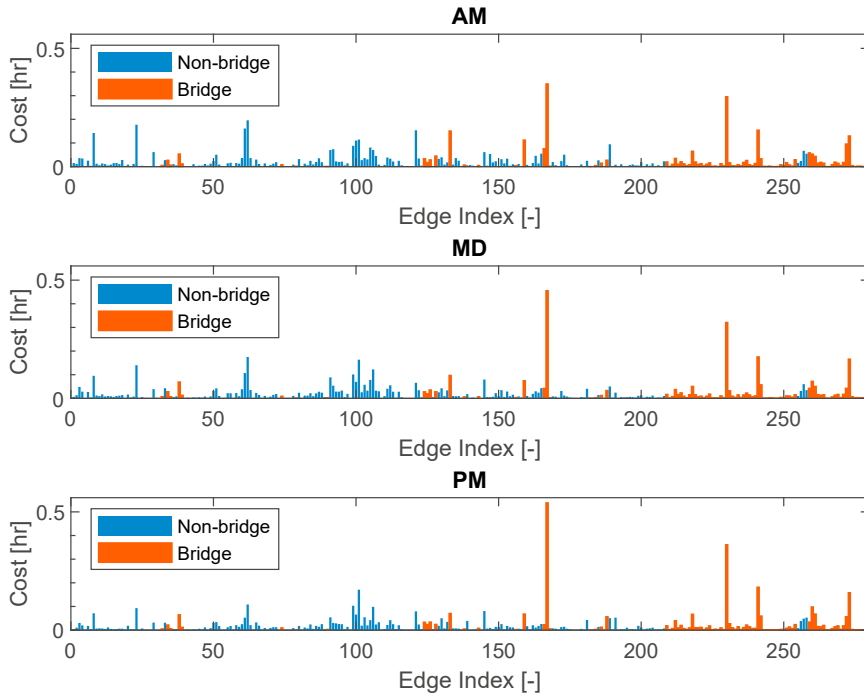 AM
0.5
0
Cost [hr]
Non-bridge
Bridge
0 50 100 150 200 250
Edge Index [-]
MD
0.5
0
Cost [hr]
Non-bridge
Bridge
0 50 100 150 200 250
Edge Index [-]
PM
0.5
0
Cost [hr]
Non-bridge
Bridge
0 50 100 150 200 250
Edge Index [-]